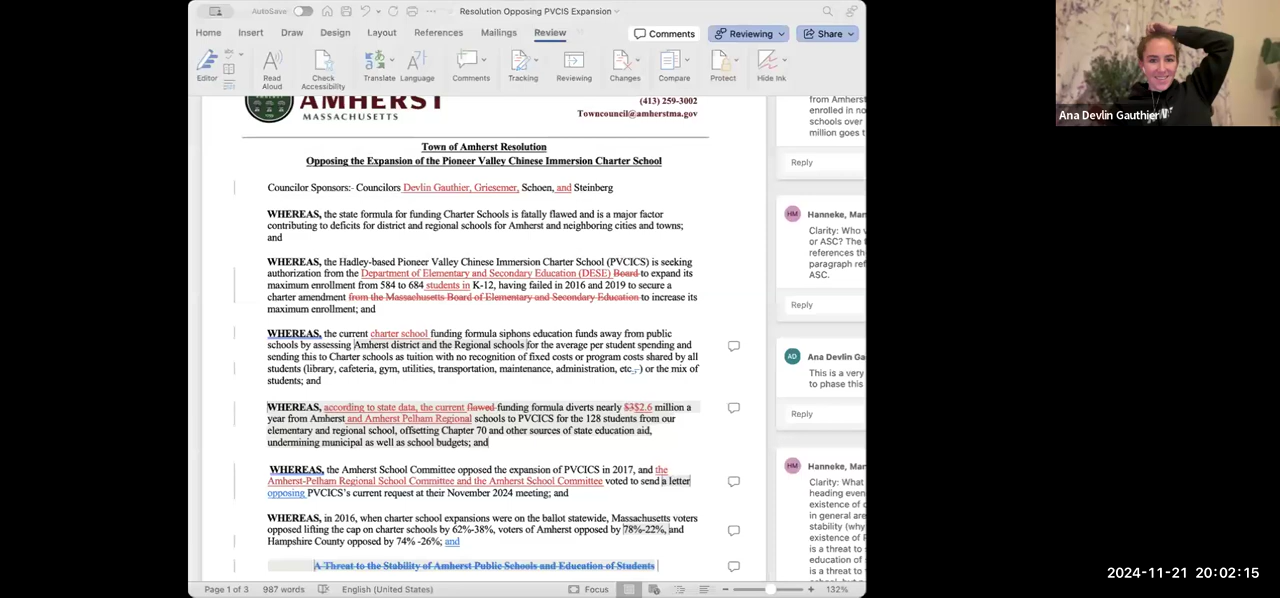 AutoSave
Resolution Opposing PVCIS Expansion
Home Insert Draw Design Layout References Mailings Review
Comments Reviewing Share
Editor Read Aloud Check Accessibility Translate Language Comments Tracking Reviewing Changes Compare Protect Hide Ink
AMHERST
MASSACHUSETTS
(413) 259-3002
Towncouncil@amherstma.gov
Town of Amherst Resolution
Opposing the Expansion of the Pioneer Valley Chinese Immersion Charter School
Councilor Sponsors:- Councilors Devlin Gauthier, Griesemer, Schoen, and Steinberg
WHEREAS, the state formula for funding Charter Schools is fatally flawed and is a major factor
contributing to deficits for district and regional schools for Amherst and neighboring cities and towns;
and
WHEREAS, the Hadley-based Pioneer Valley Chinese Immersion Charter School (PVCICS) is seeking
authorization from the Department of Elementary and Secondary Education (DESE) Board to expand its
maximum enrollment from 584 to 684 students in K-12, having failed in 2016 and 2019 to secure a
charter amendment from the Massachusetts Board of Elementary and Secondary Education to increase its
maximum enrollment; and
WHEREAS, the current charter school funding formula siphons education funds away from public
schools by assessing Amherst district and the Regional schools for the average per student spending and
sending this to Charter schools as tuition with no recognition of fixed costs or program costs shared by all
students (library, cafeteria, gym, utilities, transportation, maintenance, administration, etc.,) or the mix of
students; and
WHEREAS, according to state data, the current flawed funding formula diverts nearly $3$2.6 million a
year from Amherst and Amherst Pelham Regional schools to PVCICS for the 128 students from our
elementary and regional school, offsetting Chapter 70 and other sources of state education aid,
undermining municipal as well as school budgets; and
WHEREAS, the Amherst School Committee opposed the expansion of PVCICS in 2017, and the
Amherst-Pelham Regional School Committee and the Amherst School Committee voted to send a letter
opposing PVCICS's current request at their November 2024 meeting; and
WHEREAS, in 2016, when charter school expansions were on the ballot statewide, Massachusetts voters
opposed lifting the cap on charter schools by 62%-38%, voters of Amherst opposed by 78%-22%, and
Hampshire County opposed by 74% -26%; and
A Threat to the Stability of Amherst Public Schools and Education of Students
from Amherst
enrolled in no
schools over
million goes t
Reply
HM Hanneke, Man
Clarity: Who v
or ASC? The t
references th
paragraph ref
ASC.
Reply
AD Ana Devlin Ga
This is a very
to phase this
Reply
HM Hanneke, Man
Clarity: What
heading even
existence of
in general are
stability (why
existence of P
is a threat to
education of
is a threat to
Page 1 of 3 987 words English (United States) Focus 132%
Ana Devlin Gauthier
2024-11-21 20:02:15